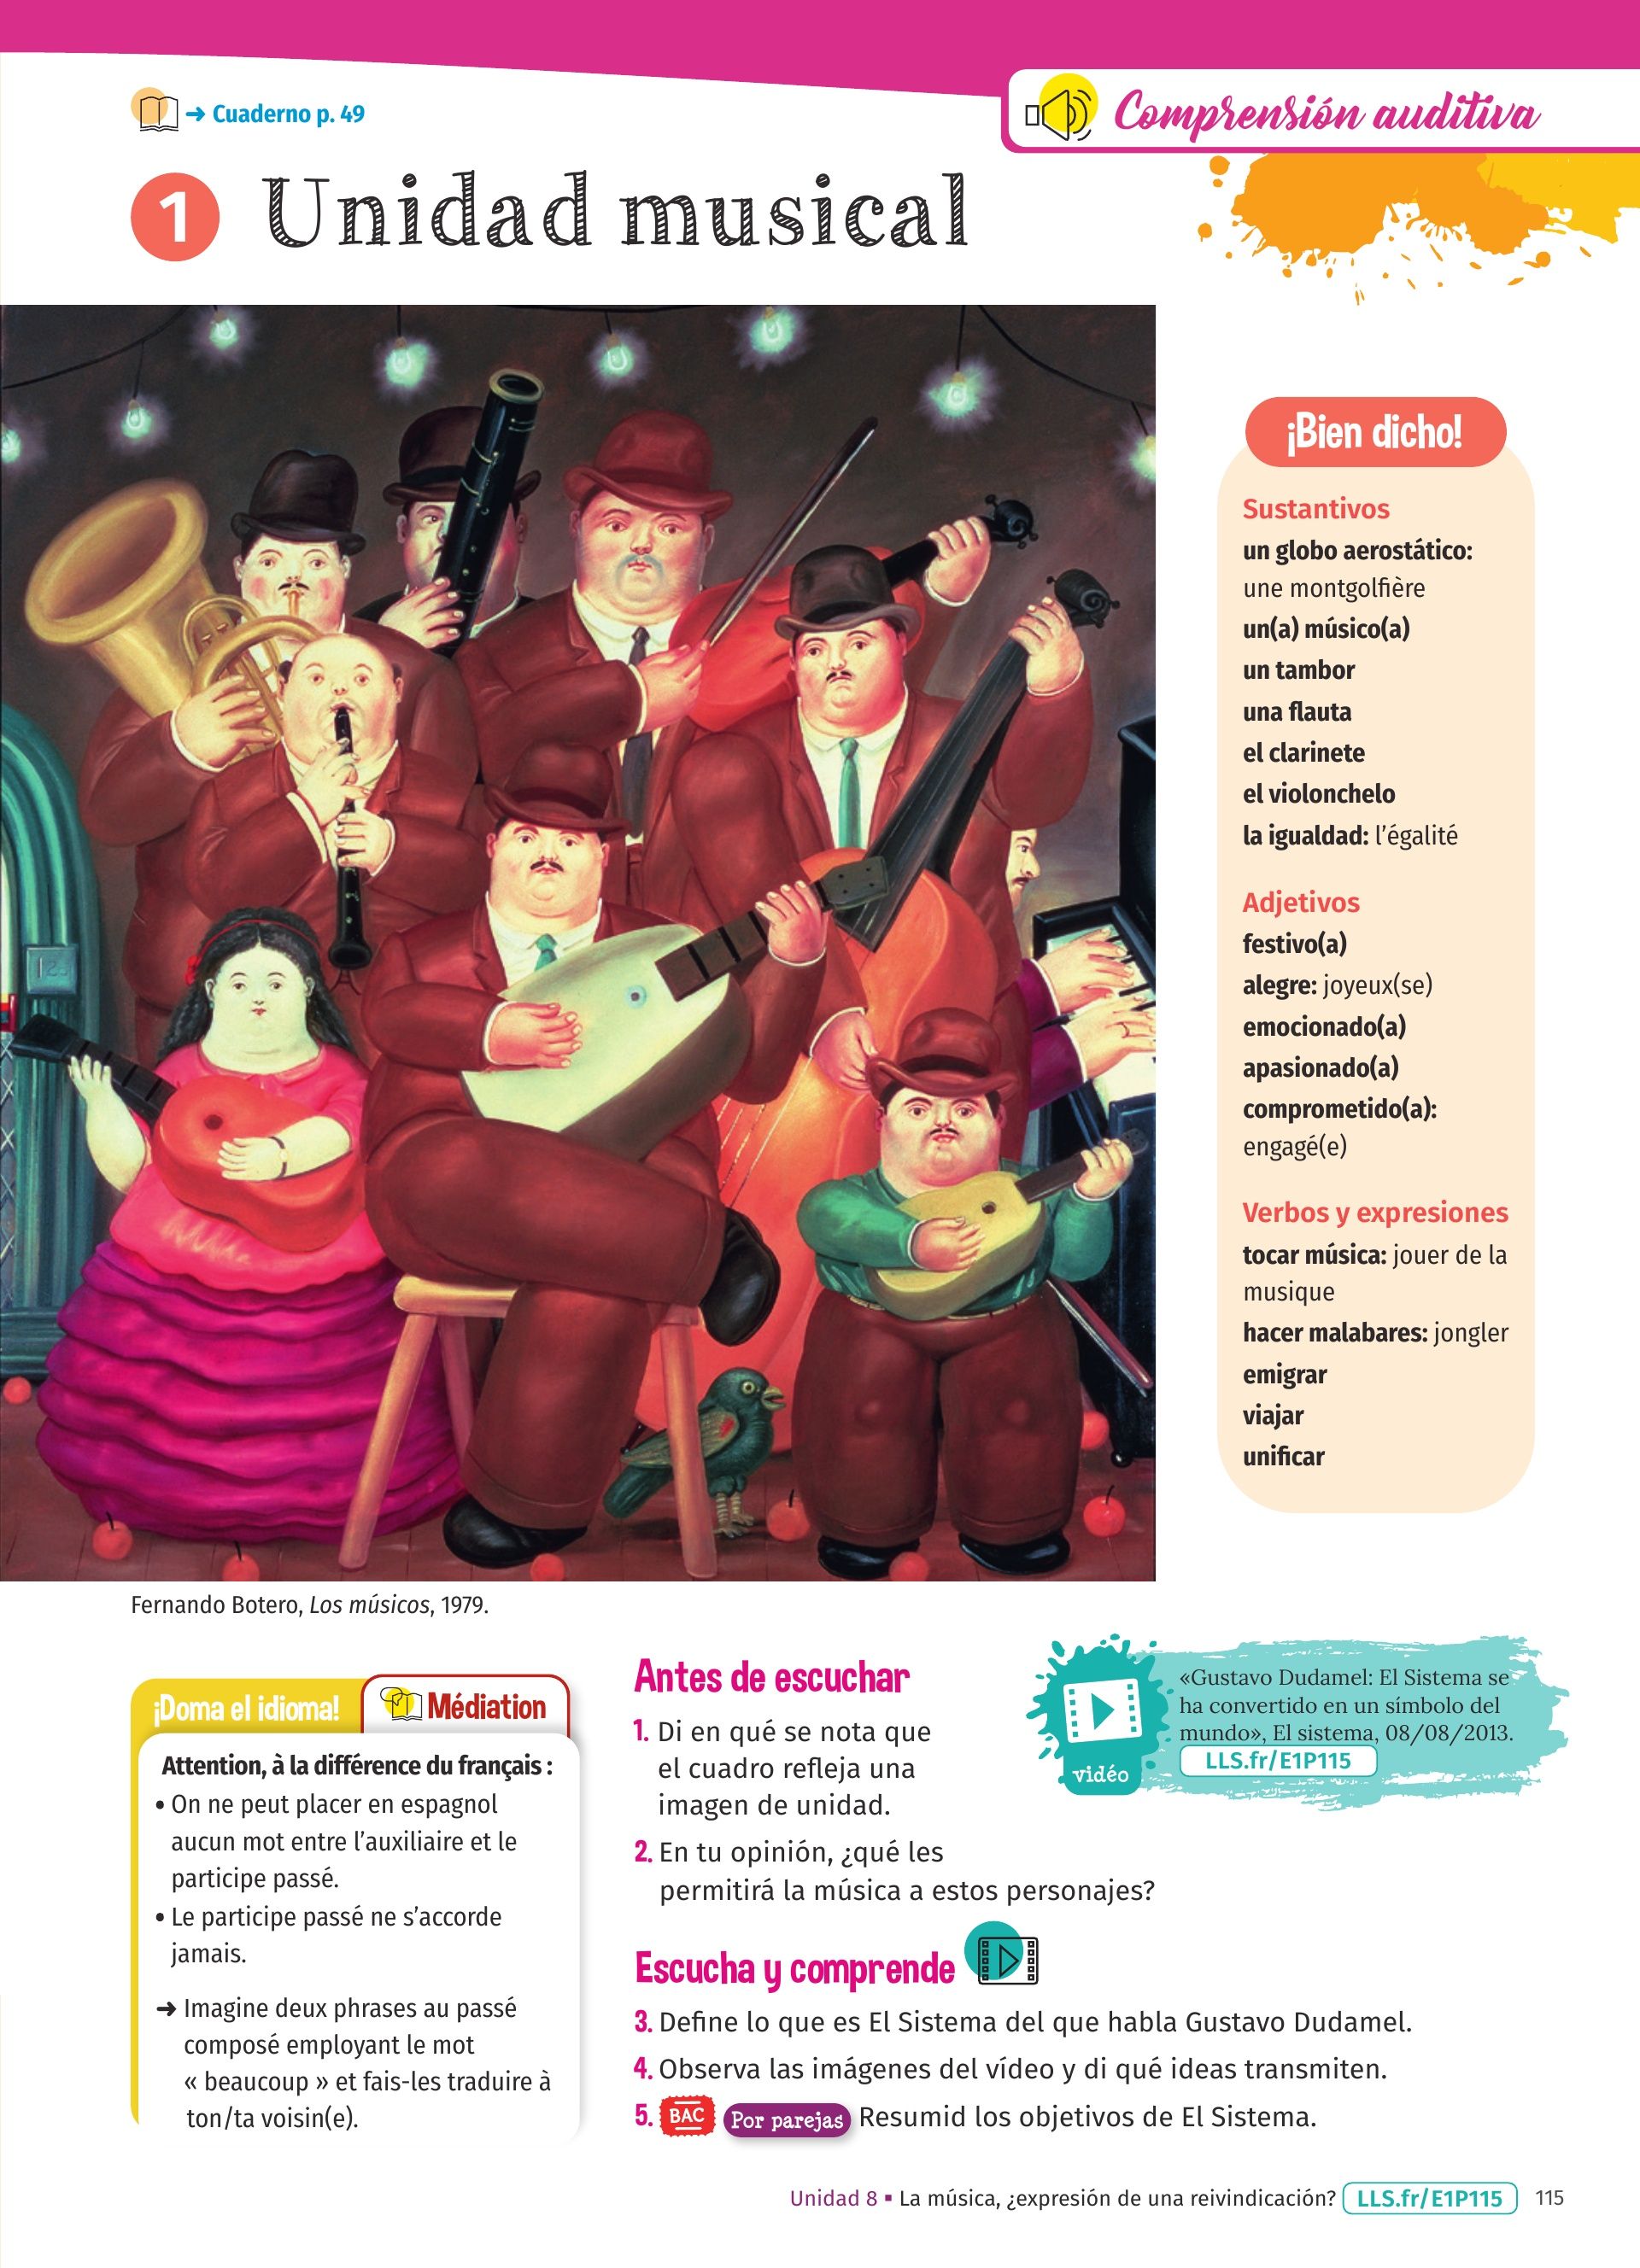 ➜ Cuaderno p. 49
Comprensión auditiva
1 Unidad musical
¡Bien dicho!
Sustantivos
un globo aerostático:
une montgolfière
un(a) músico(a)
un tambor
una flauta
el clarinete
el violonchelo
la igualdad: l’égalité
Adjetivos
festivo(a)
alegre: joyeux(se)
emocionado(a)
apasionado(a)
comprometido(a):
engagé(e)
Verbos y expresiones
tocar música: jouer de la
musique
hacer malabares: jongler
emigrar
viajar
unificar
Fernando Botero, Los músicos, 1979.
¡Doma el idioma!
Médiation
Attention, à la différence du français :
• On ne peut placer en espagnol
aucun mot entre l’auxiliaire et le
participe passé.
• Le participe passé ne s’accorde
jamais.
➜ Imagine deux phrases au passé
composé employant le mot
« beaucoup » et fais-les traduire à
ton/ta voisin(e).
Antes de escuchar
1. Di en qué se nota que
el cuadro refleja una
imagen de unidad.
2. En tu opinión, ¿qué les
permitirá la música a estos personajes?
vidéo
«Gustavo Dudamel: El Sistema se
ha convertido en un símbolo del
mundo», El sistema, 08/08/2013.
LLS.fr/E1P115
Escucha y comprende
3. Define lo que es El Sistema del que habla Gustavo Dudamel.
4. Observa las imágenes del vídeo y di qué ideas transmiten.
5. BAC Por parejas Resumid los objetivos de El Sistema.
Unidad 8 ▪ La música, ¿expresión de una reivindicación? LLS.fr/E1P115 115